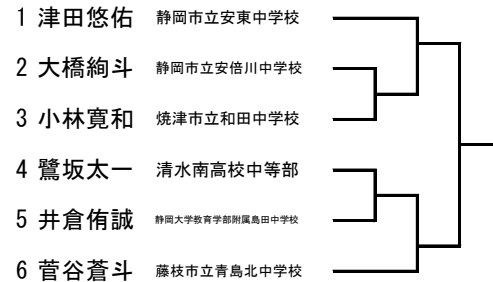 1 津田悠佑 静岡市立安東中学校
2 大橋絢斗 静岡市立安倍川中学校
3 小林寛和 焼津市立和田中学校
4 鷺坂太一 清水南高校中等部
5 井倉侑誠 静岡大学教育学部附属島田中学校
6 菅谷蒼斗 藤枝市立青島北中学校